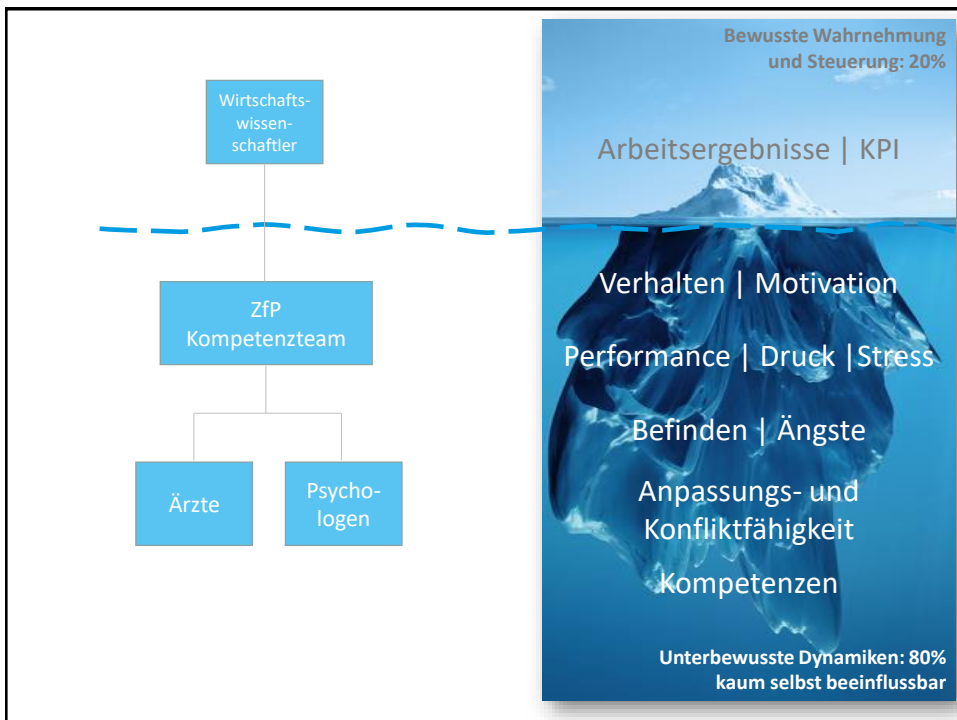 Wirtschafts-
wissen-
schaftler
ZfP
Kompetenzteam
Ärzte
Psycho-
logen
Bewusste Wahrnehmung
und Steuerung: 20%
Arbeitsergebnisse | KPI
Verhalten | Motivation
Performance | Druck |Stress
Befinden | Ängste
Anpassungs- und
Konfliktfähigkeit
Kompetenzen
Unterbewusste Dynamiken: 80%
kaum selbst beeinflussbar